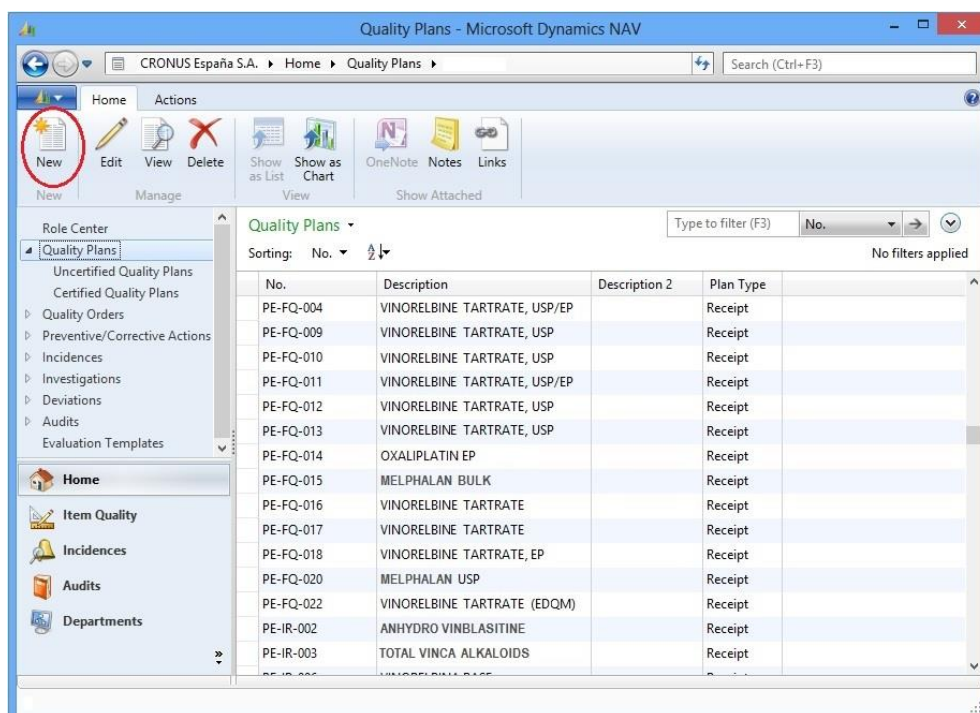 Quality Plans - Microsoft Dynamics NAV
CRONUS España S.A. Home Quality Plans
Search (Ctrl+F3)
Home Actions
New Edit View Delete Show as List Show as Chart OneNote Notes Links
New Manage View Show Attached
Role Center
Quality Plans
Uncertified Quality Plans
Certified Quality Plans
Quality Orders
Preventive/Corrective Actions
Incidences
Investigations
Deviations
Audits
Evaluation Templates
Home
Item Quality
Incidences
Audits
Departments
Quality Plans Type to filter (F3) No.
Sorting: No. No filters applied
No. Description Description 2 Plan Type
PE-FQ-004 VINORELBINE TARTRATE, USP/EP Receipt
PE-FQ-009 VINORELBINE TARTRATE, USP Receipt
PE-FQ-010 VINORELBINE TARTRATE, USP Receipt
PE-FQ-011 VINORELBINE TARTRATE, USP/EP Receipt
PE-FQ-012 VINORELBINE TARTRATE, USP Receipt
PE-FQ-013 VINORELBINE TARTRATE, USP Receipt
PE-FQ-014 OXALIPLATIN EP Receipt
PE-FQ-015 MELPHALAN BULK Receipt
PE-FQ-016 VINORELBINE TARTRATE Receipt
PE-FQ-017 VINORELBINE TARTRATE Receipt
PE-FQ-018 VINORELBINE TARTRATE, EP Receipt
PE-FQ-020 MELPHALAN USP Receipt
PE-FQ-022 VINORELBINE TARTRATE (EDQM) Receipt
PE-IR-002 ANHYDRO VINBLASITINE Receipt
PE-IR-003 TOTAL VINCA ALKALOIDS Receipt